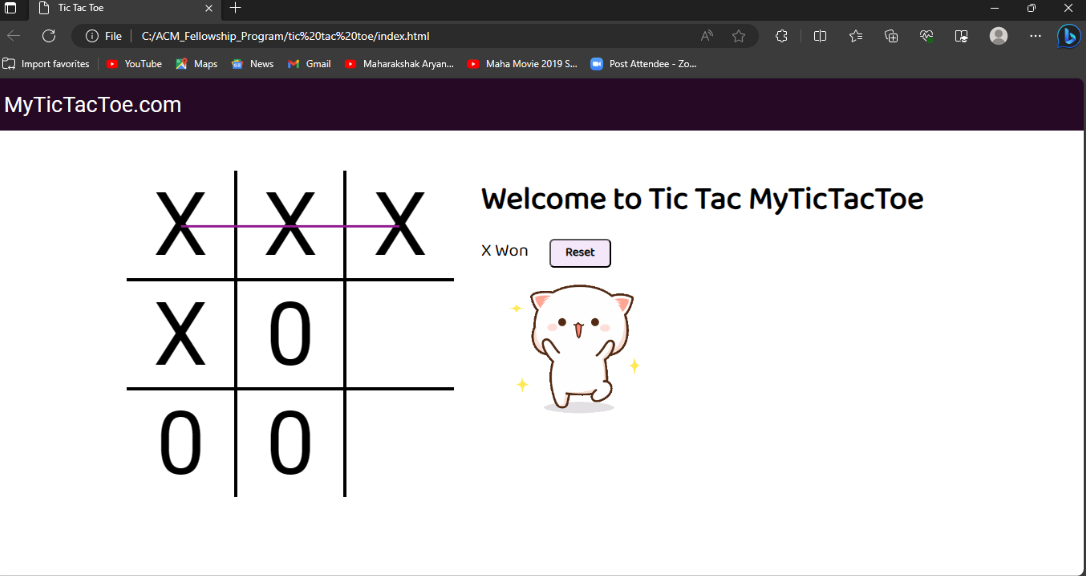 Tic Tac Toe
File C:/ACM_Fellowship_Program/tic%20tac%20toe/index.html
Import favorites YouTube Maps News Gmail Maharakshak Aryan... Maha Movie 2019 S... Post Attendee - Zo...
MyTicTacToe.com
Welcome to Tic Tac MyTicTacToe
X Won Reset
X X X
X 0
0 0